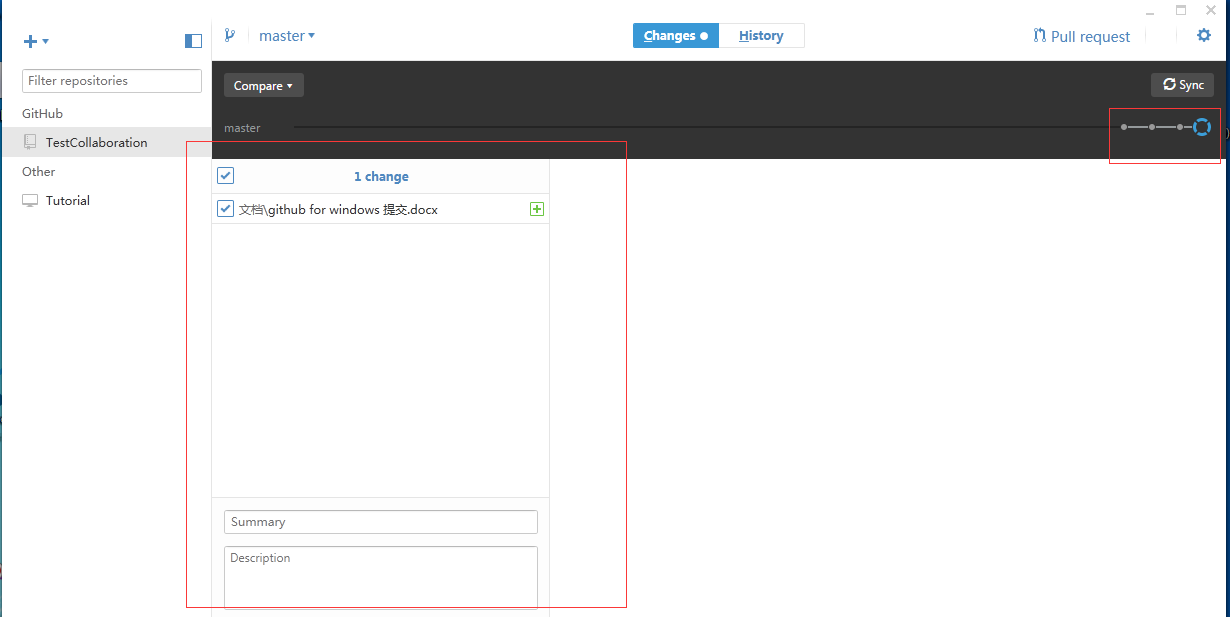 master
Changes
History
Pull request
Filter repositories
GitHub
TestCollaboration
Other
Tutorial
Compare
Sync
master
1 change
文档\github for windows 提交.docx
Summary
Description